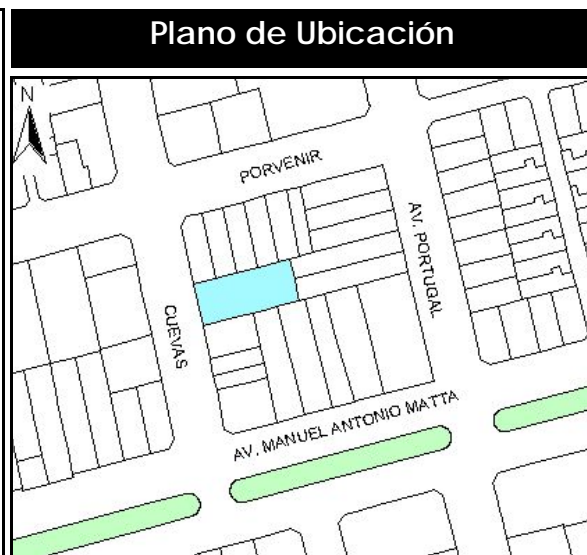 Plano de Ubicación
N
PORVENIR
AV. PORTUGAL
CUEVAS
AV. MANUEL ANTONIO MATTA